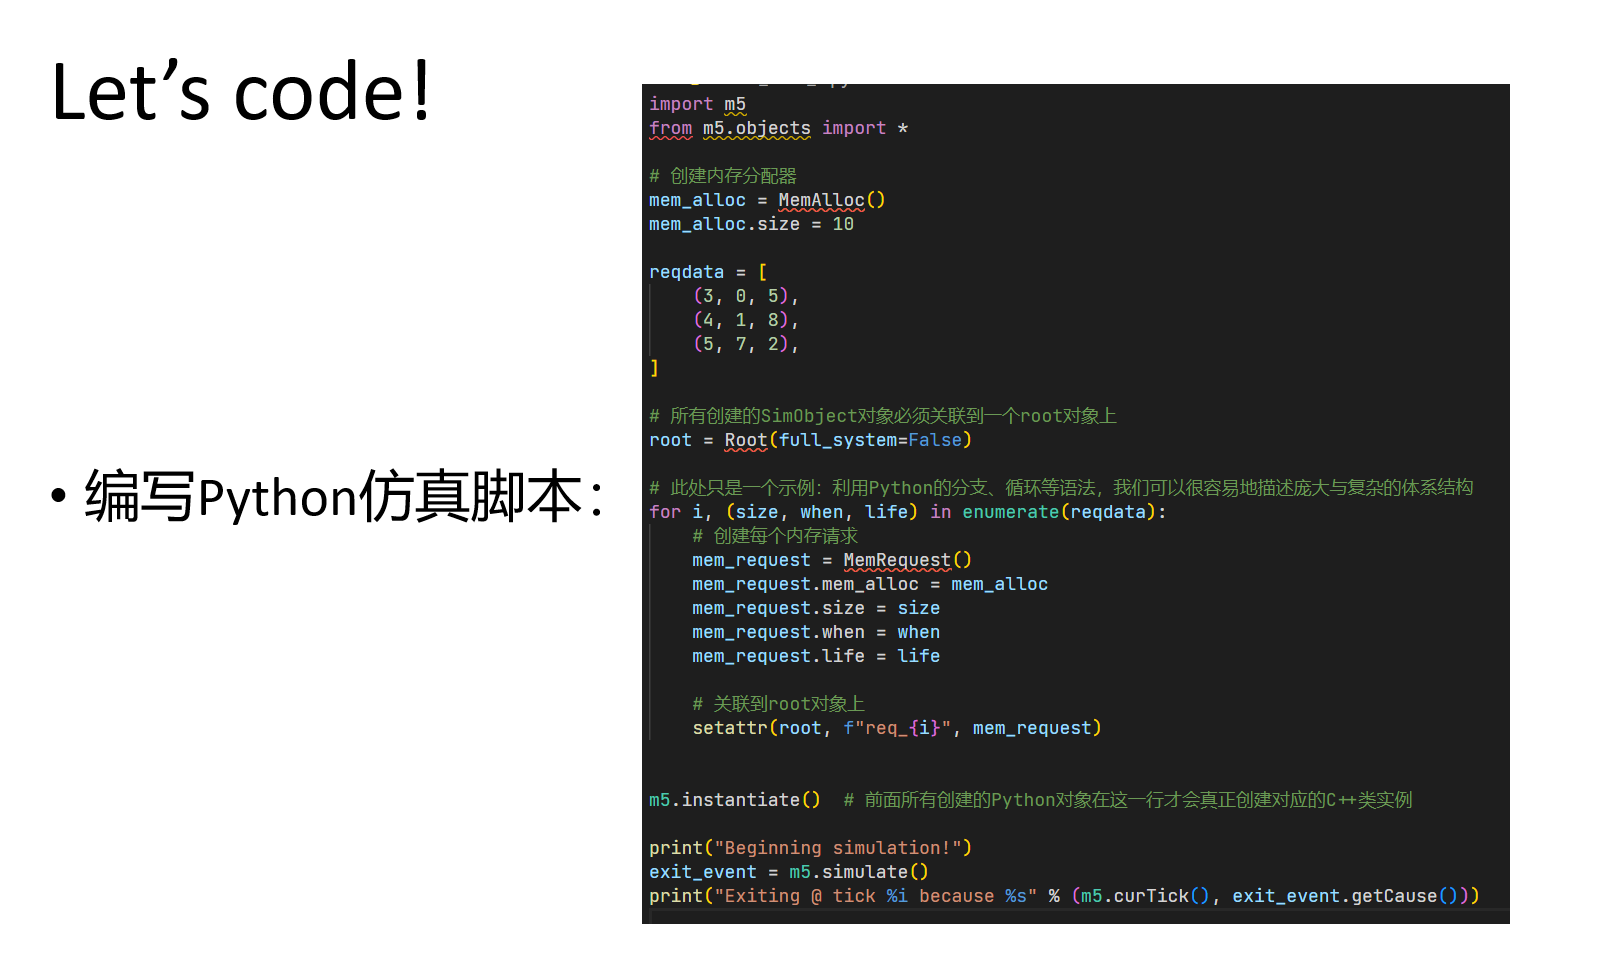 Let’s code!
• 编写Python仿真脚本：
import m5
from m5.objects import *
# 创建内存分配器
mem_alloc = MemAlloc()
mem_alloc.size = 10
reqdata = [
(3, 0, 5),
(4, 1, 8),
(5, 7, 2),
]
# 所有创建的SimObject对象必须关联到一个root对象上
root = Root(full_system=False)
# 此处只是一个示例：利用Python的分支、循环等语法，我们可以很容易地描述庞大与复杂的体系结构
for i, (size, when, life) in enumerate(reqdata):
# 创建每个内存请求
mem_request = MemRequest()
mem_request.mem_alloc = mem_alloc
mem_request.size = size
mem_request.when = when
mem_request.life = life
# 关联到root对象上
setattr(root, f"req_{i}", mem_request)
m5.instantiate()  # 前面所有创建的Python对象在这一行才会真正创建对应的C++类实例
print("Beginning simulation!")
exit_event = m5.simulate()
print("Exiting @ tick %i because %s" % (m5.curTick(), exit_event.getCause()))